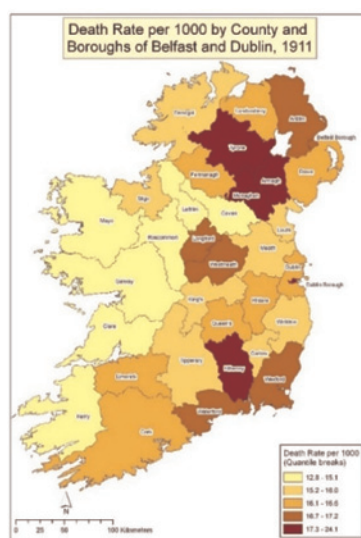 Death Rate per 1000 by County and
Boroughs of Belfast and Dublin, 1911
Donegal
Londonderry
Antrim
Belfast Borough
Tyrone
Down
Fermanagh
Armagh
Monaghan
Sligo
Leitrim
Cavan
Mayo
Louth
Roscommon
Longford
Meath
Westmeath
Dublin
Dublin Borough
Galway
King's
Kildare
Queen's
Wicklow
Clare
Carlow
Tipperary
Kilkenny
Limerick
Wexford
Waterford
Kerry
Cork
N
50
100 Kilometers
Death Rate per 1000
(Quantile breaks)
12.8 - 15.1
15.2 - 16.0
16.1 - 16.6
16.7 - 17.2
17.3 - 24.1